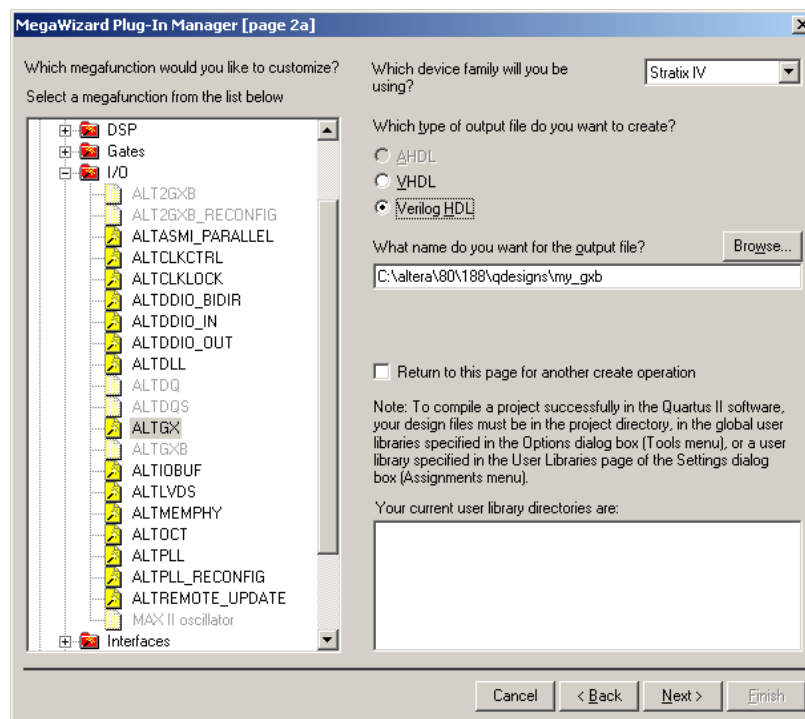 MegaWizard Plug-In Manager [page 2a]
Which megafunction would you like to customize?
Select a megafunction from the list below
DSP
Gates
I/O
ALT2GXB
ALT2GXB_RECONFIG
ALTASMI_PARALLEL
ALTCLKCTRL
ALTCLKLOCK
ALTDDIO_BIDIR
ALTDDIO_IN
ALTDDIO_OUT
ALTDLL
ALTDQ
ALTDQS
ALTGX
ALTGXB
ALTIOBUF
ALTLVDS
ALTMEMPHY
ALTOCT
ALTPLL
ALTPLL_RECONFIG
ALTREMOTE_UPDATE
MAX II oscillator
Interfaces
Which device family will you be
using?
Stratix IV
Which type of output file do you want to create?
AHDL
VHDL
Verilog HDL
What name do you want for the output file?
Browse...
C:\altera\80\188\qdesigns\my_gxb
Return to this page for another create operation
Note: To compile a project successfully in the Quartus II software,
your design files must be in the project directory, in the global user
libraries specified in the Options dialog box (Tools menu), or a user
library specified in the User Libraries page of the Settings dialog
box (Assignments menu).
Your current user library directories are:
Cancel
< Back
Next >
Finish